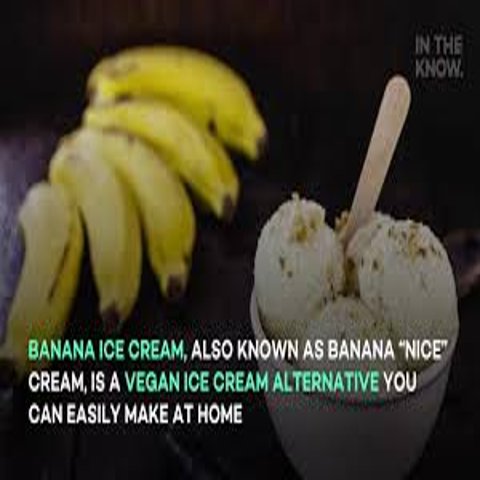 IN THE
KNOW.
BANANA ICE CREAM, ALSO KNOWN AS BANANA “NICE”
CREAM, IS A VEGAN ICE CREAM ALTERNATIVE YOU
CAN EASILY MAKE AT HOME